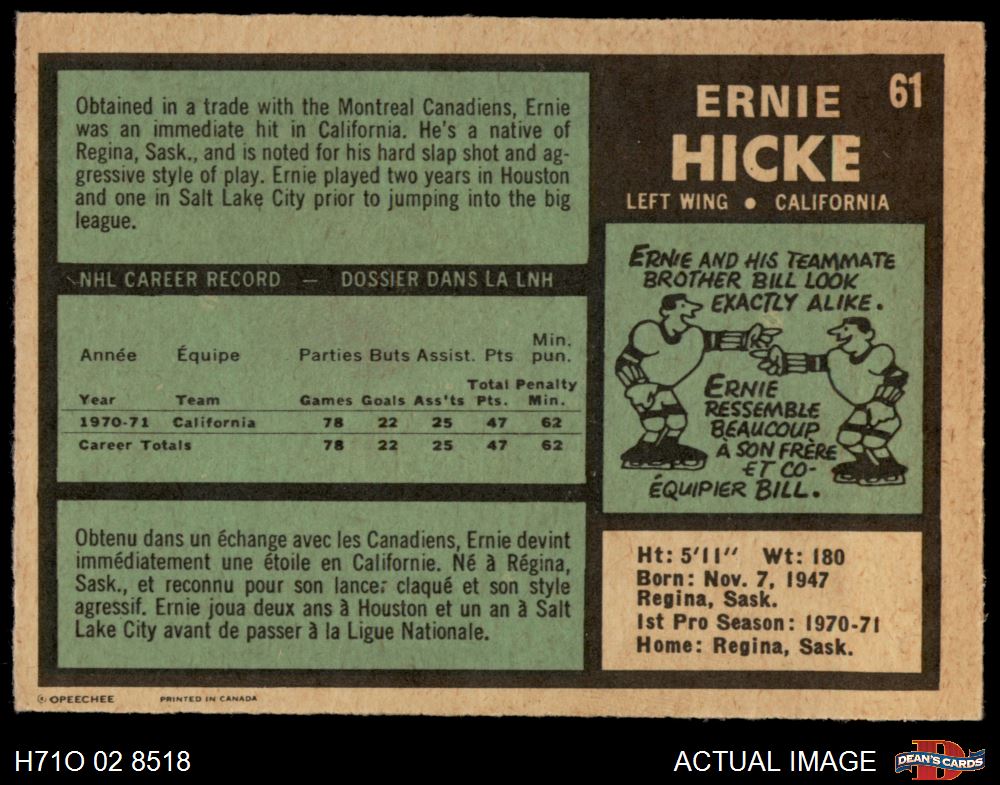 Obtained in a trade with the Montreal Canadiens, Ernie
was an immediate hit in California. He's a native of
Regina, Sask., and is noted for his hard slap shot and ag-
gressive style of play. Ernie played two years in Houston
and one in Salt Lake City prior to jumping into the big
league.
NHL CAREER RECORD — DOSSIER DANS LA LNH
Année Équipe Parties Buts Assist. Pts Min. pun.
Year Team Games Goals Ass'ts Total Pts. Penalty Min.
1970-71 California 78 22 25 47 62
Career Totals 78 22 25 47 62
Obtenu dans un échange avec les Canadiens, Ernie devint
immédiatement une étoile en Californie. Né à Régina,
Sask., et reconnu pour son lancer claqué et son style
agressif. Ernie joua deux ans à Houston et un an à Salt
Lake City avant de passer à la Ligue Nationale.
61
ERNIE
HICKE
LEFT WING • CALIFORNIA
ERNIE AND HIS TEAMMATE
BROTHER BILL LOOK
EXACTLY ALIKE.
ERNIE
RESSEMBLE
BEAUCOUP
À SON FRÈRE
ET CO-
ÉQUIPIER BILL.
Ht: 5'11" Wt: 180
Born: Nov. 7, 1947
Regina, Sask.
1st Pro Season: 1970-71
Home: Regina, Sask.
© OPEECHEE PRINTED IN CANADA
H71O 02 8518
ACTUAL IMAGE
DEAN'S CARDS